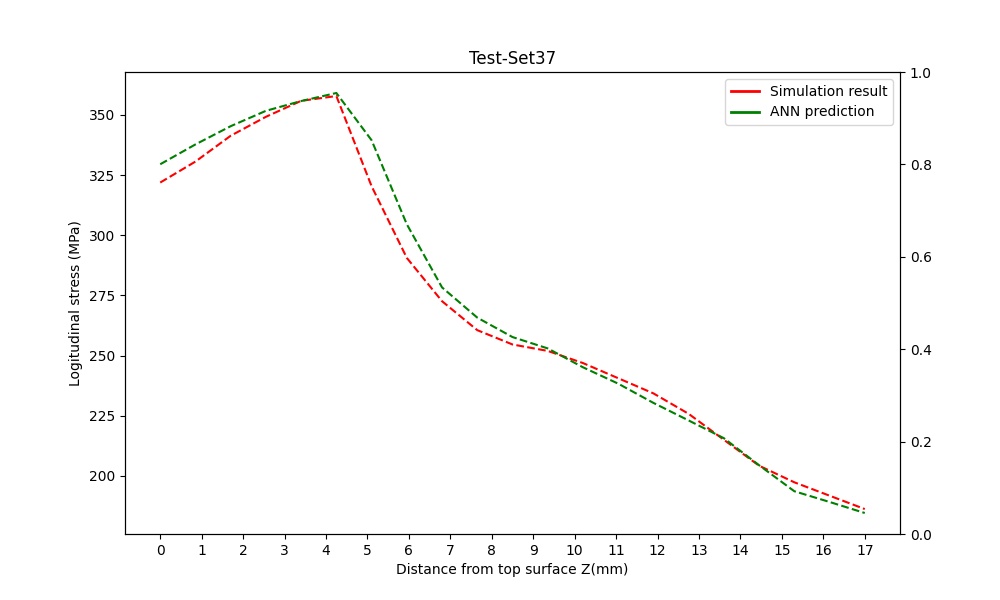 Test-Set37
Simulation result
ANN prediction
Logitudinal stress (MPa)
350
325
300
275
250
225
200
1.0
0.8
0.6
0.4
0.2
0.0
0 1 2 3 4 5 6 7 8 9 10 11 12 13 14 15 16 17
Distance from top surface Z(mm)